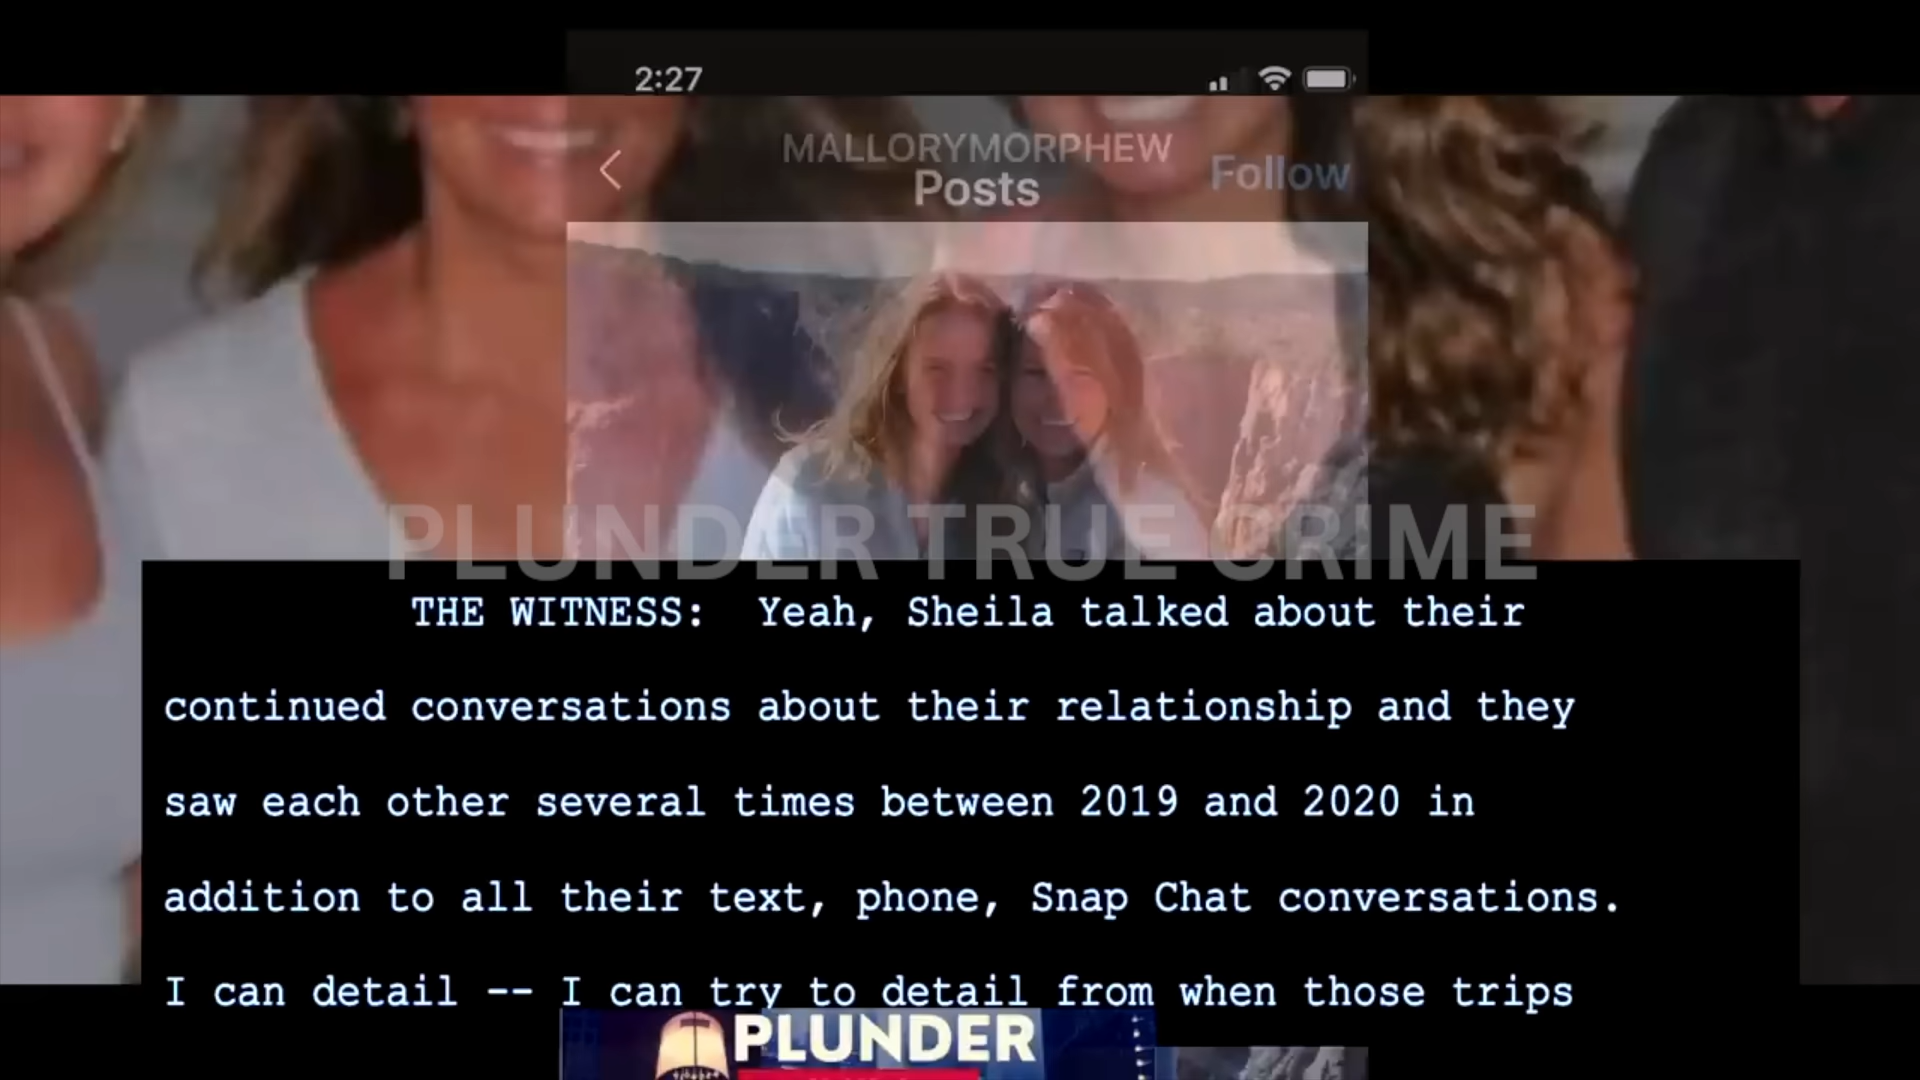 2:27
MALLORYMORPHEW
Posts
Follow
PLUNDER TRUE CRIME
THE WITNESS: Yeah, Sheila talked about their
continued conversations about their relationship and they
saw each other several times between 2019 and 2020 in
addition to all their text, phone, Snap Chat conversations.
I can detail -- I can try to detail from when those trips
PLUNDER